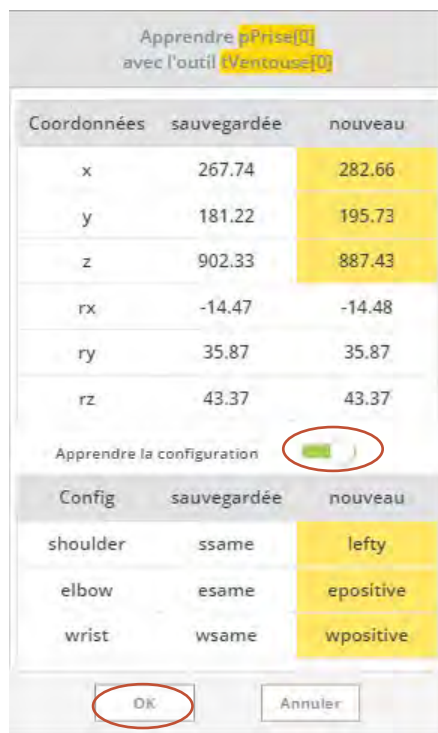 Apprendre pPrise[0]
avec l'outil tVentouse[0]
Coordonnées sauvegardée nouveau
x 267.74 282.66
y 181.22 195.73
z 902.33 887.43
rx -14.47 -14.48
ry 35.87 35.87
rz 43.37 43.37
Apprendre la configuration
Config sauvegardée nouveau
shoulder ssame lefty
elbow esame epositive
wrist wsame wpositive
OK Annuler